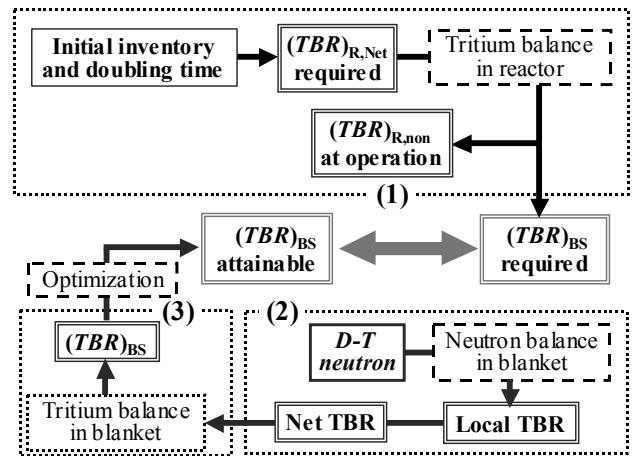 Initial inventory
and doubling time
(TBR)R,Net
required
Tritium balance
in reactor
(TBR)R,non
at operation
(1)
(TBR)BS
attainable
(TBR)BS
required
Optimization
(3)
(TBR)BS
Tritium balance
in blanket
(2)
D-T
neutron
Neutron balance
in blanket
Net TBR
Local TBR